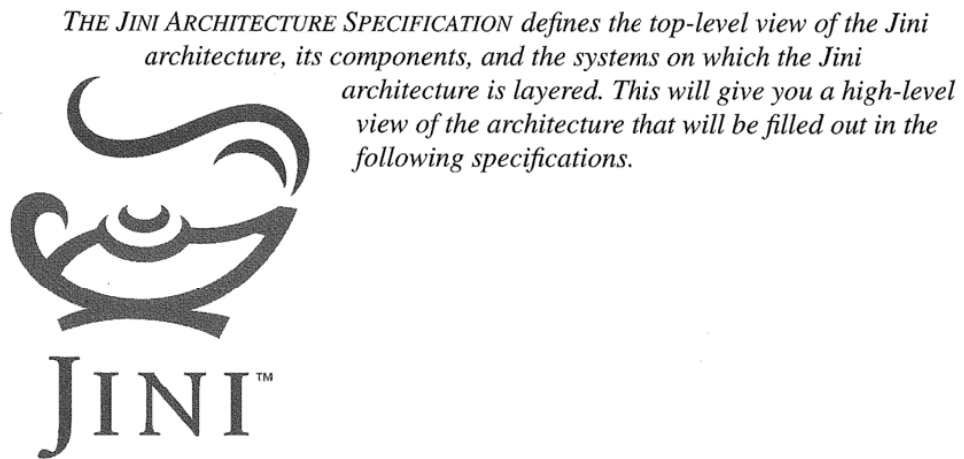 THE JINI ARCHITECTURE SPECIFICATION defines the top-level view of the Jini
architecture, its components, and the systems on which the Jini
architecture is layered. This will give you a high-level
view of the architecture that will be filled out in the
following specifications.
JINI™